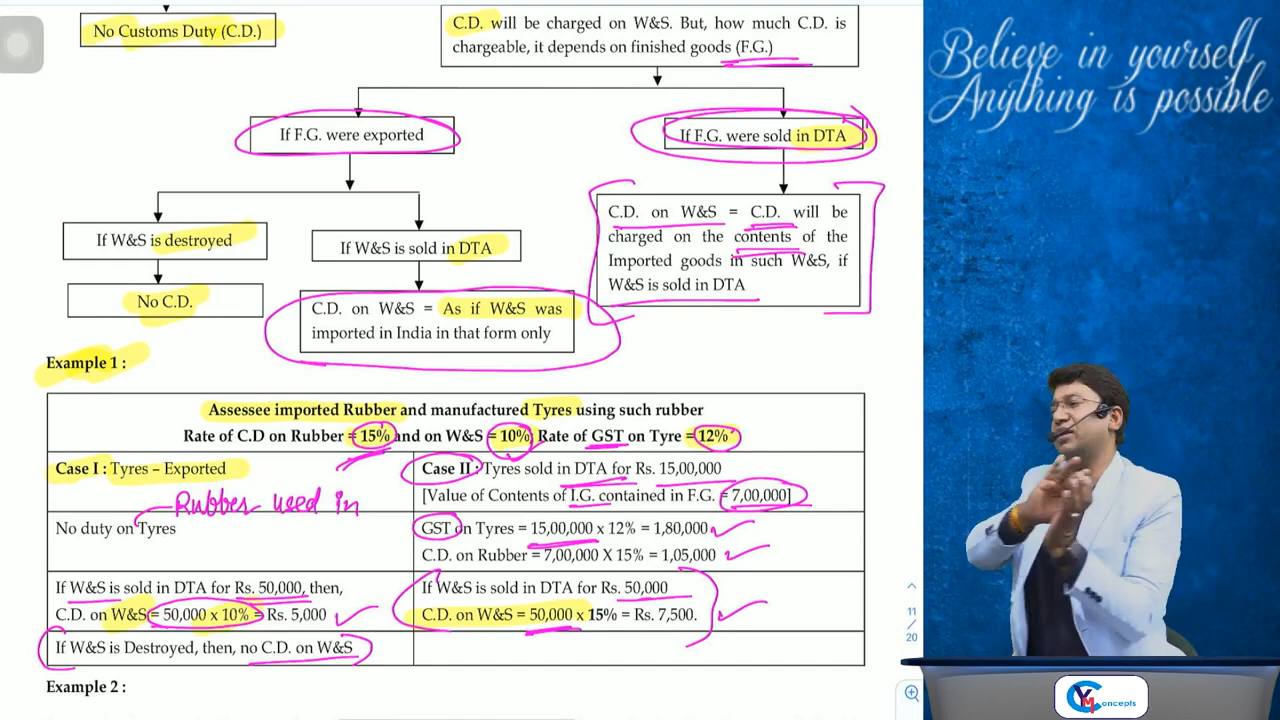 No Customs Duty (C.D.)
C.D. will be charged on W&S. But, how much C.D. is
chargeable, it depends on finished goods (F.G.)
If F.G. were exported
If F.G. were sold in DTA
If W&S is destroyed
If W&S is sold in DTA
C.D. on W&S = C.D. will be
charged on the contents of the
Imported goods in such W&S, if
W&S is sold in DTA
No C.D.
C.D. on W&S = As if W&S was
imported in India in that form only
Example 1 :
Assessee imported Rubber and manufactured Tyres using such rubber
Rate of C.D on Rubber = 15% and on W&S = 10% Rate of GST on Tyre = 12%
Case I : Tyres – Exported
Rubber used in
Case II : Tyres sold in DTA for Rs. 15,00,000
[Value of Contents of I.G. contained in F.G. = 7,00,000]
No duty on Tyres
GST on Tyres = 15,00,000 x 12% = 1,80,000
C.D. on Rubber = 7,00,000 X 15% = 1,05,000
If W&S is sold in DTA for Rs. 50,000, then,
C.D. on W&S = 50,000 x 10% = Rs. 5,000
If W&S is sold in DTA for Rs. 50,000
C.D. on W&S = 50,000 x 15% = Rs. 7,500.
If W&S is Destroyed, then, no C.D. on W&S
Example 2 :
Believe in yourself
Anything is possible
11
/
20
YM Concepts